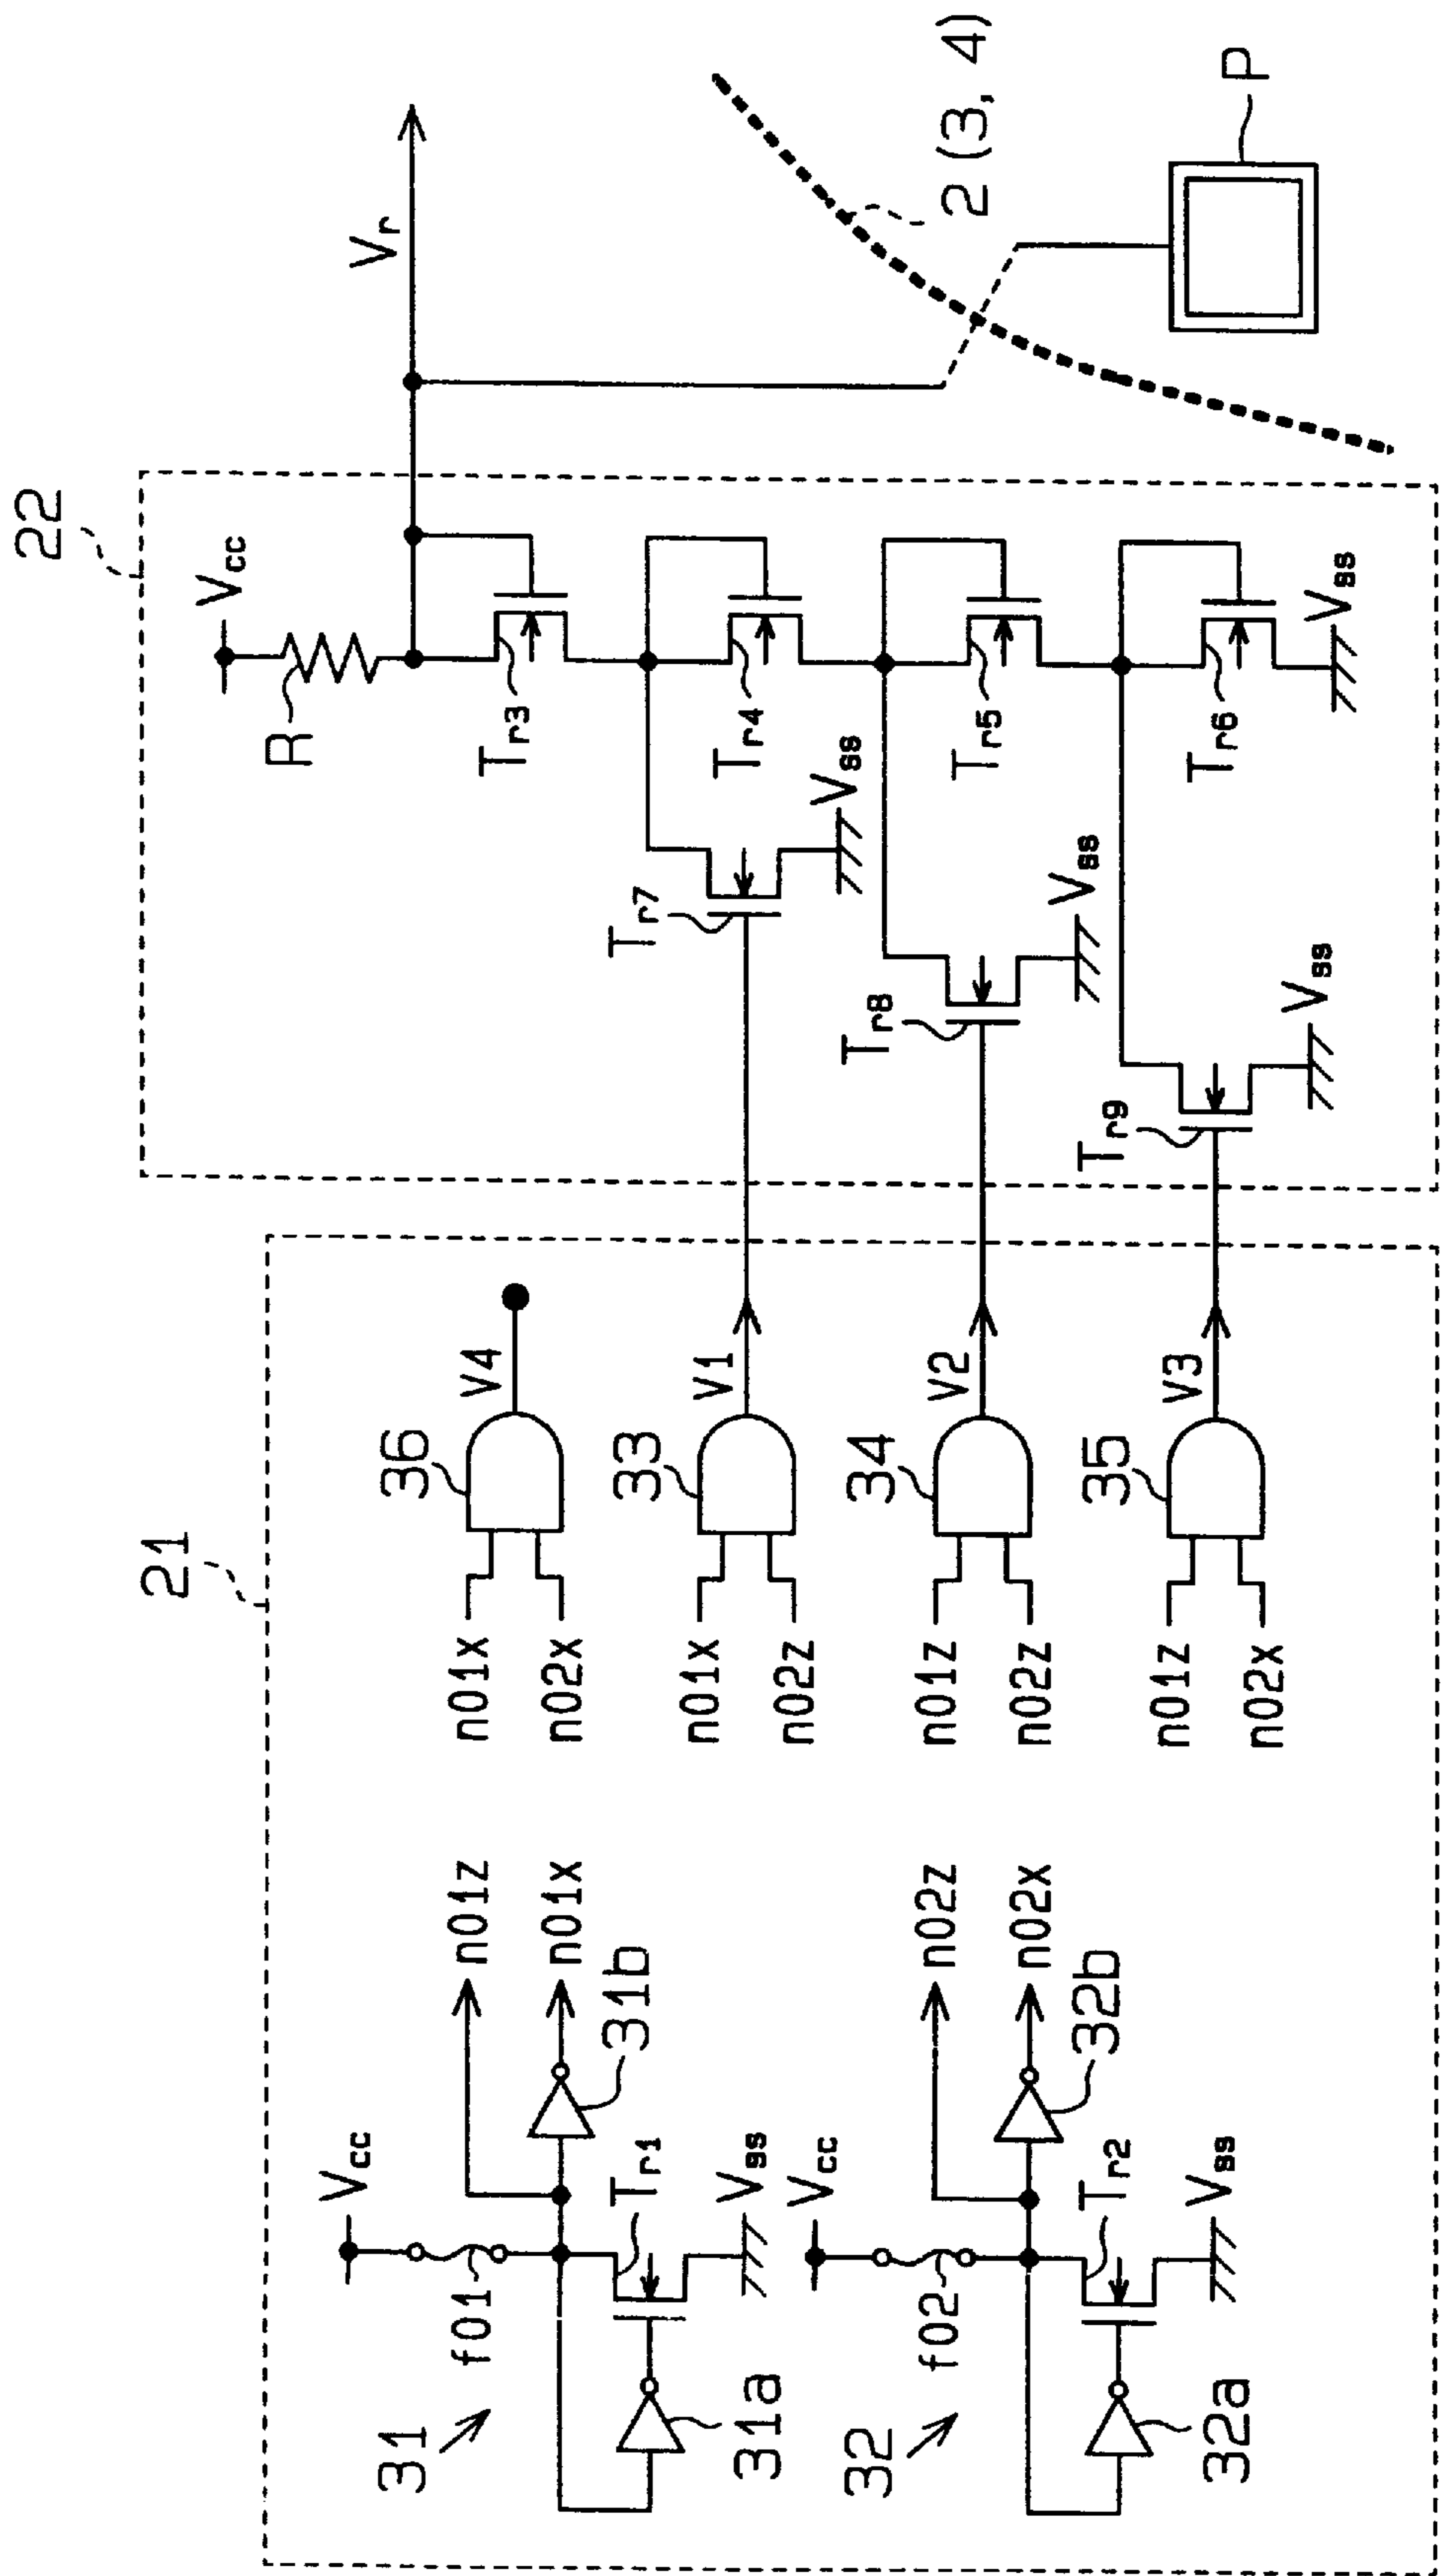 21
31
f01
Vcc
31a
Tr1
Vss
n01z
n01x
31b
32
f02
Vcc
32a
Tr2
Vss
n02z
n02x
32b
n01x
n02x
36
V4
n01x
n02z
33
V1
n01z
n02z
34
V2
n01z
n02x
35
V3
22
Vcc
R
Tr3
Tr4
Tr5
Tr6
Vss
Tr7
Vss
Tr8
Vss
Tr9
Vss
Vr
2 (3, 4)
P